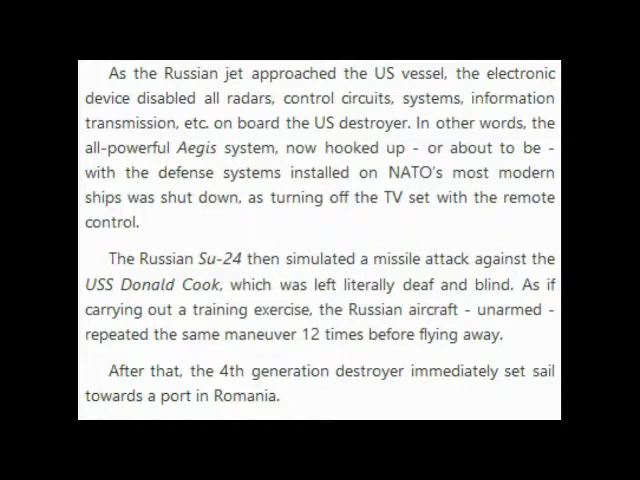 As the Russian jet approached the US vessel, the electronic
device disabled all radars, control circuits, systems, information
transmission, etc. on board the US destroyer. In other words, the
all-powerful Aegis system, now hooked up - or about to be -
with the defense systems installed on NATO's most modern
ships was shut down, as turning off the TV set with the remote
control.
The Russian Su-24 then simulated a missile attack against the
USS Donald Cook, which was left literally deaf and blind. As if
carrying out a training exercise, the Russian aircraft - unarmed -
repeated the same maneuver 12 times before flying away.
After that, the 4th generation destroyer immediately set sail
towards a port in Romania.